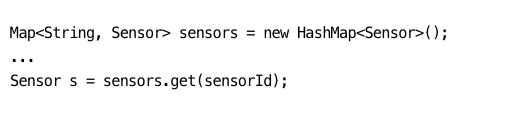 Map<String, Sensor> sensors = new HashMap<Sensor>();
...
Sensor s = sensors.get(sensorId);